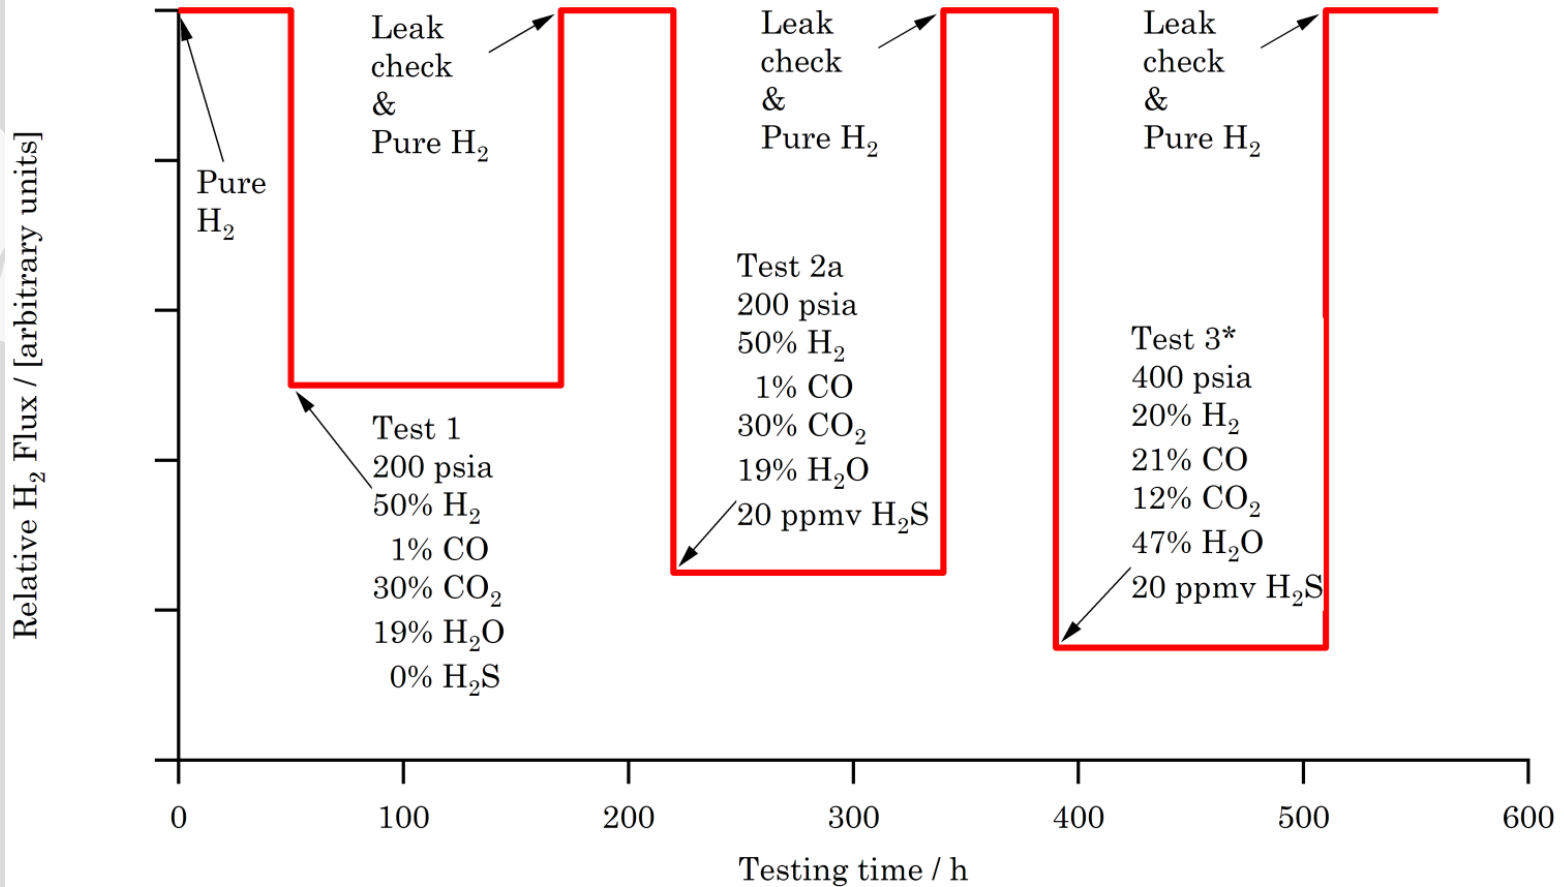 Relative H₂ Flux / [arbitrary units]
Pure
H₂
Leak
check
&
Pure H₂
Leak
check
&
Pure H₂
Leak
check
&
Pure H₂
Test 1
200 psia
50% H₂
1% CO
30% CO₂
19% H₂O
0% H₂S
Test 2a
200 psia
50% H₂
1% CO
30% CO₂
19% H₂O
20 ppmv H₂S
Test 3*
400 psia
20% H₂
21% CO
12% CO₂
47% H₂O
20 ppmv H₂S
0 100 200 300 400 500 600
Testing time / h